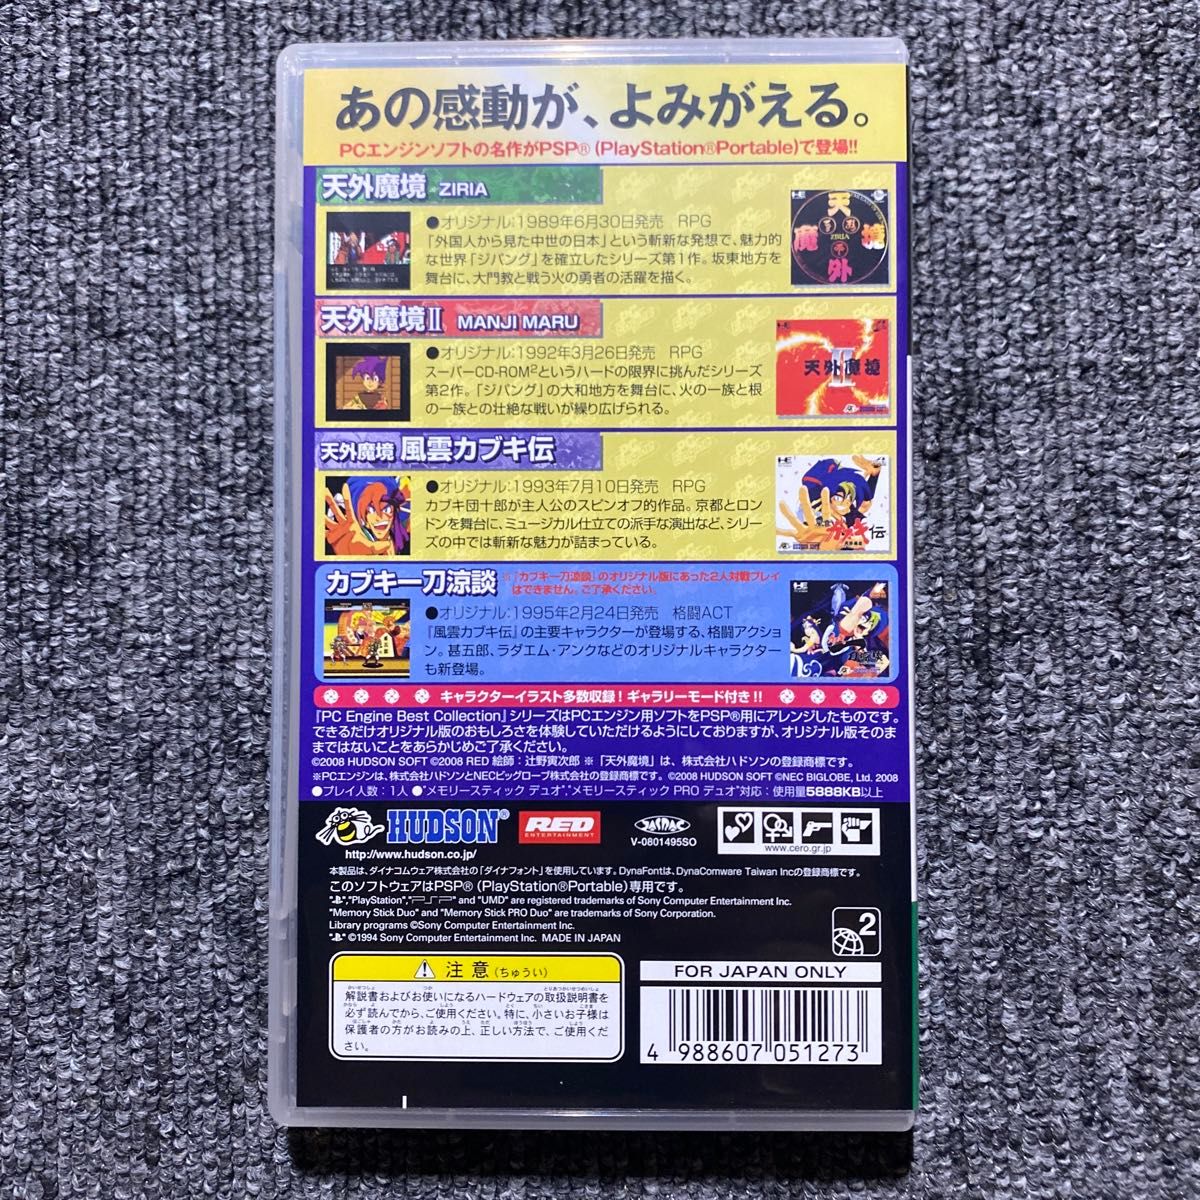 あの感動が、よみがえる。
PCエンジンソフトの名作がPSP®(PlayStation®Portable)で登場!!
天外魔境 ZIRIA
●オリジナル:1989年6月30日発売 RPG
「外国人から見た中世の日本」という斬新な発想で、魅力的
な世界「ジパング」を確立したシリーズ第1作。坂東地方を
舞台に、大門教と戦う火の勇者の活躍を描く。
天外魔境
ZIRIA
天外魔境II MANJI MARU
●オリジナル:1992年3月26日発売 RPG
スーパーCD-ROM²というハードの限界に挑んだシリーズ
第2作。「ジパング」の大和地方を舞台に、火の一族と根
の一族との壮絶な戦いが繰り広げられる。
天外魔境
II
天外魔境 風雲カブキ伝
●オリジナル:1993年7月10日発売 RPG
カブキ団十郎が主人公のスピンオフ的作品。京都とロン
ドンを舞台に、ミュージカル仕立ての派手な演出など、シリー
ズの中では斬新な魅力が詰まっている。
カブキ伝
カブキ一刀涼談
※「カブキ一刀涼談」のオリジナル版にあった2人対戦プレイ
はできません。ご了承ください。
●オリジナル:1995年2月24日発売 格闘ACT
『風雲カブキ伝』の主要キャラクターが登場する、格闘アクショ
ン。甚五郎、ラダエム・アンクなどのオリジナルキャラクター
も新登場。
キャラクターイラスト多数収録!ギャラリーモード付き!!
『PC Engine Best Collection』シリーズはPCエンジン用ソフトをPSP®用にアレンジしたものです。
できるだけオリジナル版のおもしろさを体験していただけるようにしておりますが、オリジナル版そのま
まではないことをあらかじめご了承ください。
©2008 HUDSON SOFT ©2008 RED 絵師:辻野寅次郎 ※「天外魔境」は、株式会社ハドソンの登録商標です。
※PCエンジンは、株式会社ハドソンとNECビッグローブ株式会社の登録商標です。©2008 HUDSON SOFT ©NEC BIGLOBE, Ltd. 2008
●プレイ人数:1人 ●"メモリースティック デュオ","メモリースティック PRO デュオ"対応:使用量5888KB以上
HUDSON®
http://www.hudson.co.jp/
RED
ENTERTAINMENT
JASRAC
V-0801495SO
www.cero.gr.jp
本製品は、ダイナコムウェア株式会社の「ダイナフォント」を使用しています。DynaFontは、DynaComware Taiwan Incの登録商標です。
このソフトウェアはPSP®(PlayStation®Portable)専用です。
"","PlayStation","PSP" and "UMD" are registered trademarks of Sony Computer Entertainment Inc.
"Memory Stick Duo" and "Memory Stick PRO Duo" are trademarks of Sony Corporation.
Library programs ©Sony Computer Entertainment Inc.
"" ©1994 Sony Computer Entertainment Inc. MADE IN JAPAN
2
注意(ちゅうい)
解説書およびお使いになるハードウェアの取扱説明書を
必ず読んでから、ご使用ください。特に、小さいお子様は
保護者の方がお読みの上、正しい方法で、ご使用くだ
さい。
FOR JAPAN ONLY
4 988607 051273